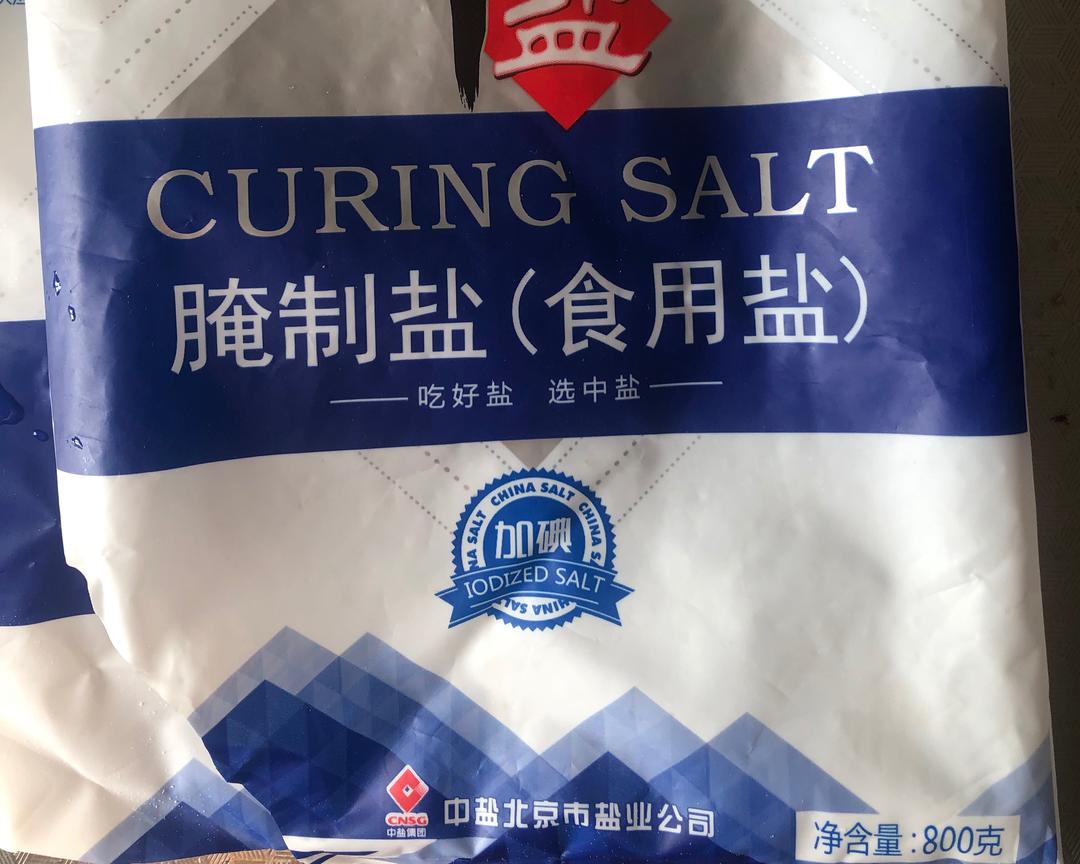 盐
CURING SALT
腌制盐(食用盐)
吃好盐 选中盐
CHINA SALT
加碘
IODIZED SALT
CNSG
中盐集团
中盐北京市盐业公司
净含量:800克